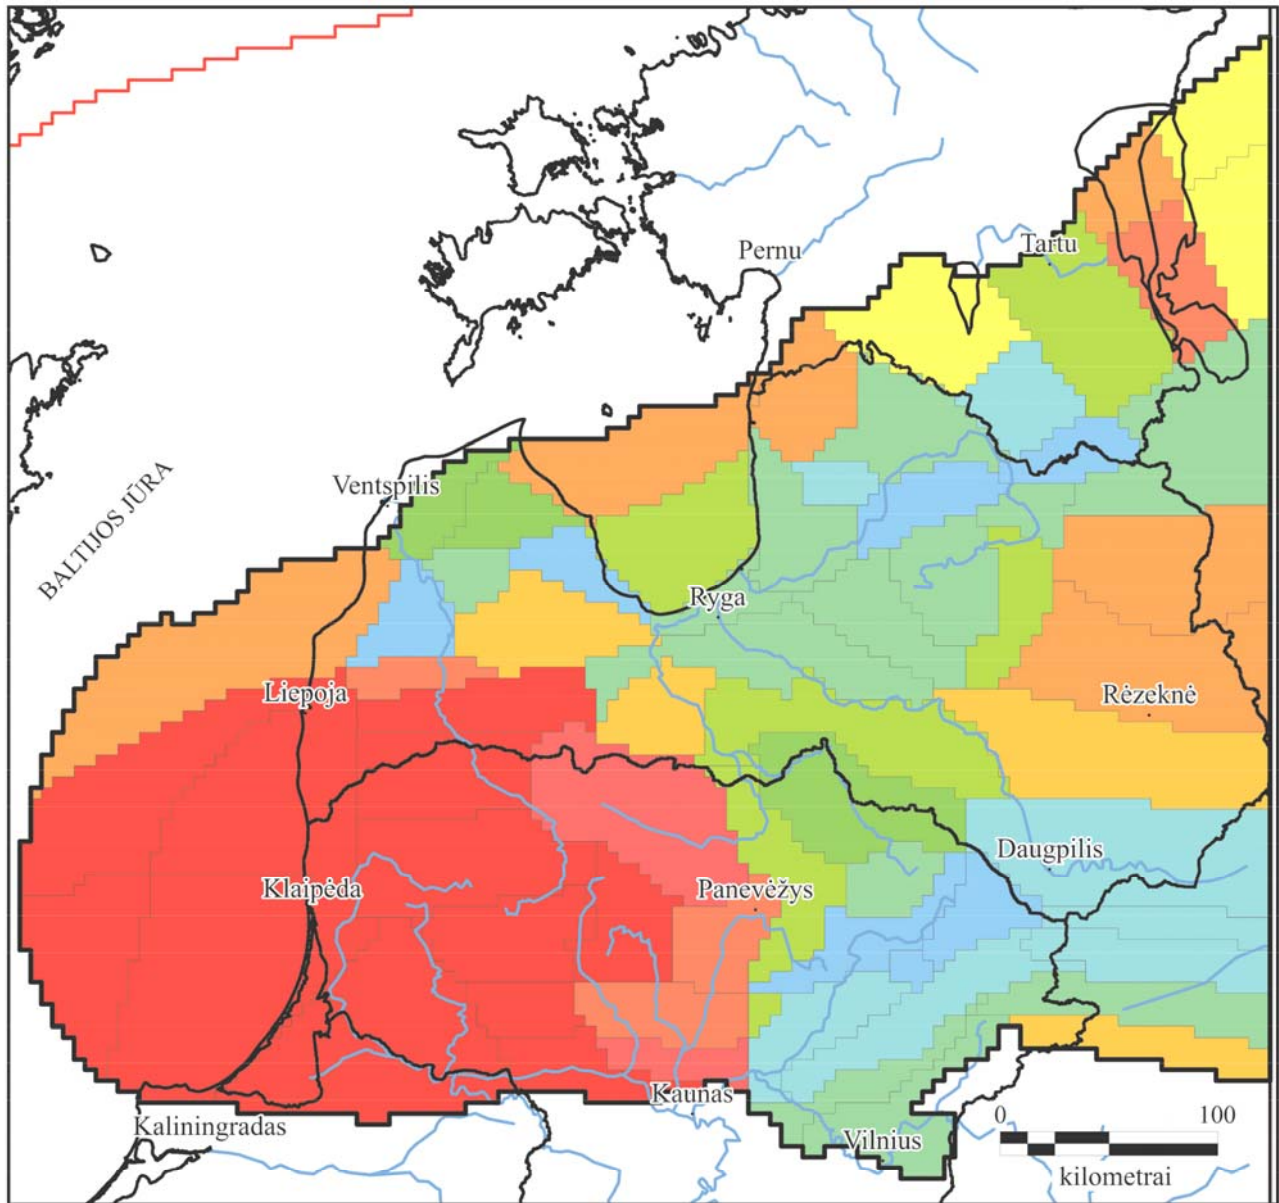 Tartu
Pernu
Ventspilis
BALTIJOS JŪRA
Ryga
Liepoja
Rėzeknė
Daugpilis
Klaipėda
Panevėžys
Kaunas
0 100
Kaliningradas
Vilnius
kilometrai